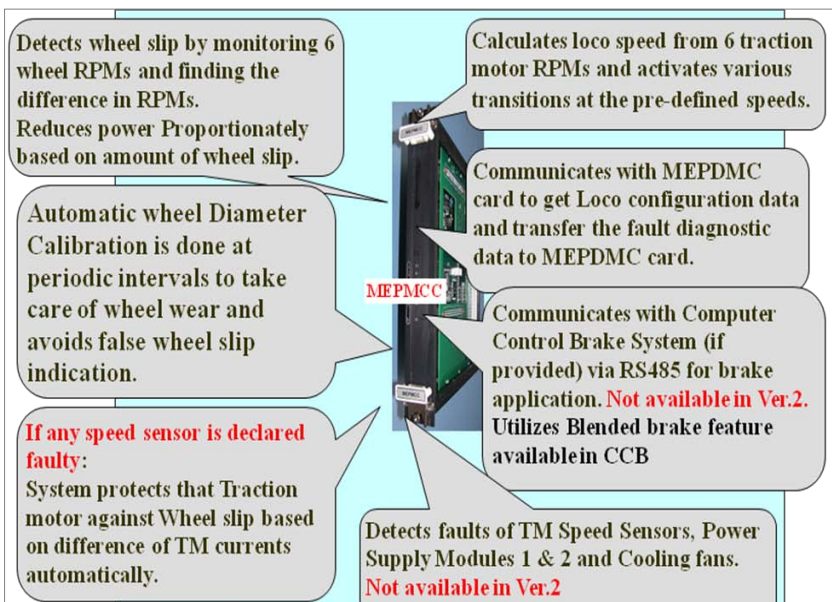 Detects wheel slip by monitoring 6
wheel RPMs and finding the
difference in RPMs.
Reduces power Proportionately
based on amount of wheel slip.
Calculates loco speed from 6 traction
motor RPMs and activates various
transitions at the pre-defined speeds.
Automatic wheel Diameter
Calibration is done at
periodic intervals to take
care of wheel wear and
avoids false wheel slip
indication.
Communicates with MEPDMC
card to get Loco configuration data
and transfer the fault diagnostic
data to MEPDMC card.
MEPMCC
MEPMCC
MEPMCC
Communicates with Computer
Control Brake System (if
provided) via RS485 for brake
application. Not available in Ver.2.
Utilizes Blended brake feature
available in CCB
If any speed sensor is declared
faulty:
System protects that Traction
motor against Wheel slip based
on difference of TM currents
automatically.
Detects faults of TM Speed Sensors, Power
Supply Modules 1 & 2 and Cooling fans.
Not available in Ver.2